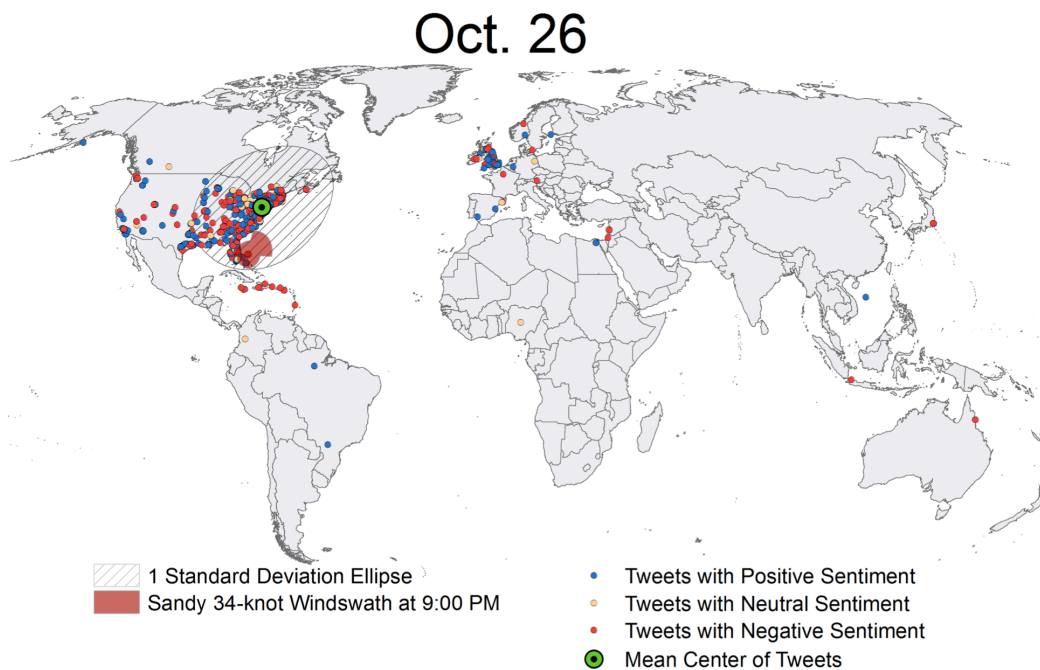 Oct. 26
1 Standard Deviation Ellipse
Sandy 34-knot Windswath at 9:00 PM
Tweets with Positive Sentiment
Tweets with Neutral Sentiment
Tweets with Negative Sentiment
Mean Center of Tweets